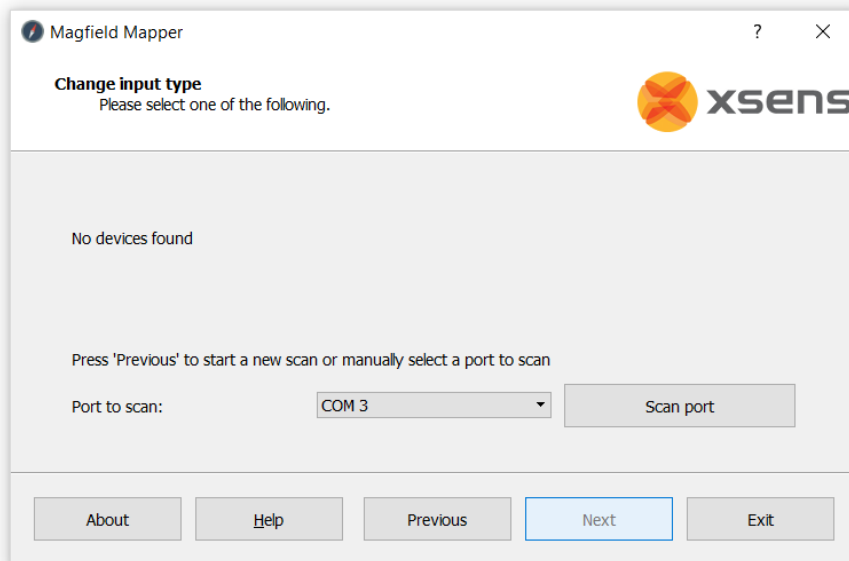 Magfield Mapper ?
Change input type
Please select one of the following.
xsens
No devices found
Press 'Previous' to start a new scan or manually select a port to scan
Port to scan: COM 3 Scan port
About Help Previous Next Exit